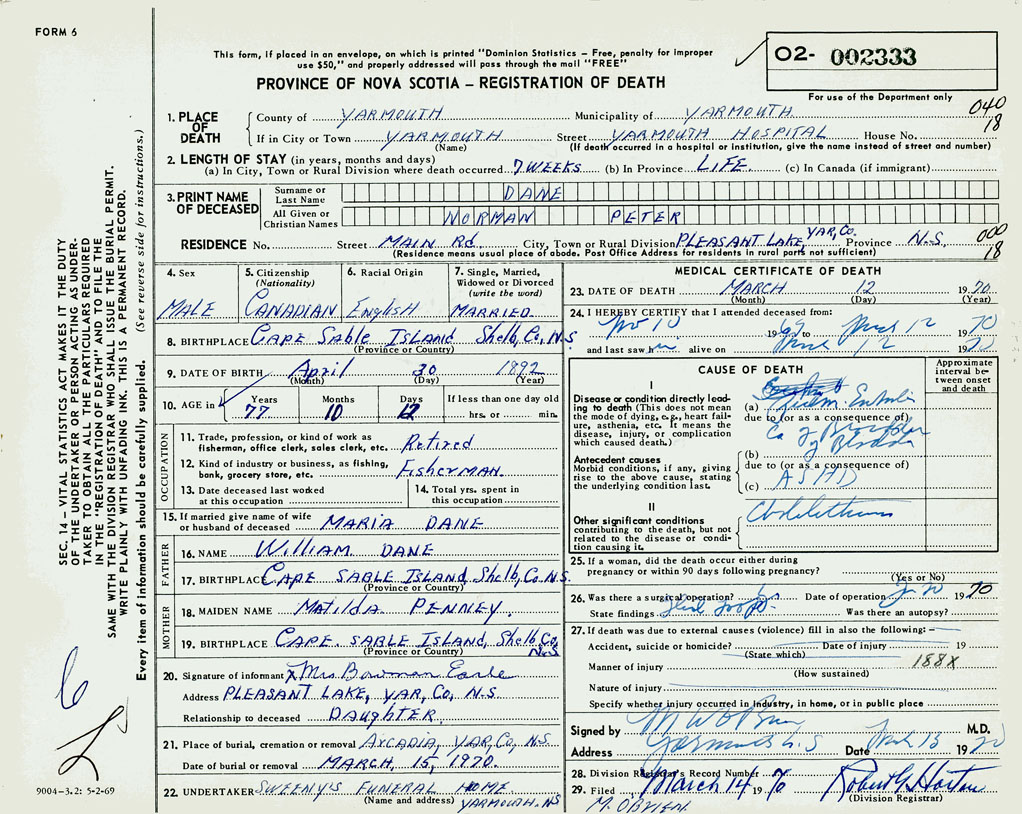 FORM 6
SEC. 14 – VITAL STATISTICS ACT MAKES IT THE DUTY
OF THE UNDERTAKER OR PERSON ACTING AS UNDER-
TAKER TO OBTAIN ALL THE PARTICULARS REQUIRED
IN THE "REGISTRATION OF DEATH" AND TO FILE THE
SAME WITH THE DIVISION REGISTRAR WHO SHALL ISSUE THE BURIAL PERMIT.
WRITE PLAINLY WITH UNFADING INK. THIS IS A PERMANENT RECORD.
Every item of information should be carefully supplied. (See reverse side for instructions.)
9004-3.2: 5-2-69
This form, if placed in an envelope, on which is printed "Dominion Statistics – Free, penalty for improper
use $50," and properly addressed will pass through the mail "FREE"
02- 002333
PROVINCE OF NOVA SCOTIA – REGISTRATION OF DEATH
For use of the Department only
040
18
1. PLACE OF DEATH
County of YARMOUTH Municipality of YARMOUTH
If in City or Town YARMOUTH Street YARMOUTH HOSPITAL House No.
(Name) (If death occurred in a hospital or institution, give the name instead of street and number)
2. LENGTH OF STAY (in years, months and days)
(a) In City, Town or Rural Division where death occurred 7 WEEKS (b) In Province LIFE (c) In Canada (if immigrant)
3. PRINT NAME OF DECEASED
Surname or Last Name DANE
All Given or Christian Names NORMAN PETER
RESIDENCE No. Street MAIN Rd. City, Town or Rural Division PLEASANT LAKE, YAR, Co. Province N.S.
000
18
(Residence means usual place of abode. Post Office Address for residents in rural parts not sufficient)
4. Sex MALE
5. Citizenship (Nationality) CANADIAN
6. Racial Origin English
7. Single, Married, Widowed or Divorced (write the word) MARRIED
8. BIRTHPLACE CAPE Sable ISLAND Shelb, Co, N.S.
(Province or Country)
9. DATE OF BIRTH April 30 1892
(Month) (Day) (Year)
10. AGE in Years 77 Months 10 Days 12 If less than one day old hrs. or min.
OCCUPATION
11. Trade, profession, or kind of work as fisherman, office clerk, sales clerk, etc. Retired
12. Kind of industry or business, as fishing, bank, grocery store, etc. FISHERMAN.
13. Date deceased last worked at this occupation
14. Total yrs. spent in this occupation
15. If married give name of wife or husband of deceased MARIA DANE
FATHER
16. NAME William DANE
17. BIRTHPLACE CAPE SABLE ISLAND, Shelb, Co. N.S.
(Province or Country)
MOTHER
18. MAIDEN NAME Matilda PENNEY.
19. BIRTHPLACE CAPE SABLE ISLAND, Shelb Co, N.S
(Province or Country)
20. Signature of informant X Mrs Bowman Earle
Address PLEASANT LAKE, YAR, Co, N.S
Relationship to deceased DAUGHTER.
21. Place of burial, cremation or removal ARCADIA, YAR, Co, N.S
Date of burial or removal MARCH, 15, 1970.
22. UNDERTAKER SWEENY'S FUNERAL HOME
(Name and address) YARMOUTH, NS
MEDICAL CERTIFICATE OF DEATH
23. DATE OF DEATH MARCH 12 1970
(Month) (Day) (Year)
24. I HEREBY CERTIFY that I attended deceased from:
Nov 10 1969 to March 12 1970
and last saw him alive on March 12 1970
CAUSE OF DEATH
Approximate interval between onset and death
I
Disease or condition directly leading to death (This does not mean the mode of dying, e.g., heart failure, asthenia, etc. It means the disease, injury, or complication which caused death.)
(a)
due to (or as a consequence of)
Antecedent causes
Morbid conditions, if any, giving rise to the above cause, stating the underlying condition last.
(b) Bladder
due to (or as a consequence of)
(c) A S H D
II
Other significant conditions contributing to the death, but not related to the disease or condition causing it.
25. If a woman, did the death occur either during
pregnancy or within 90 days following pregnancy?
(Yes or No)
26. Was there a surgical operation? Date of operation 1970
State findings Was there an autopsy?
27. If death was due to external causes (violence) fill in also the following: –
Accident, suicide or homicide? Date of injury 19
(State which)
188X
Manner of injury
(How sustained)
Nature of injury
Specify whether injury occurred in Industry, in home, or in public place
Signed by M W O'Brien M.D.
Address Yarmouth N.S Date March 13 1970
28. Division Registrar's Record Number
29. Filed March 14 1970 Robert G. Horton
M. O'BRIEN. (Division Registrar)